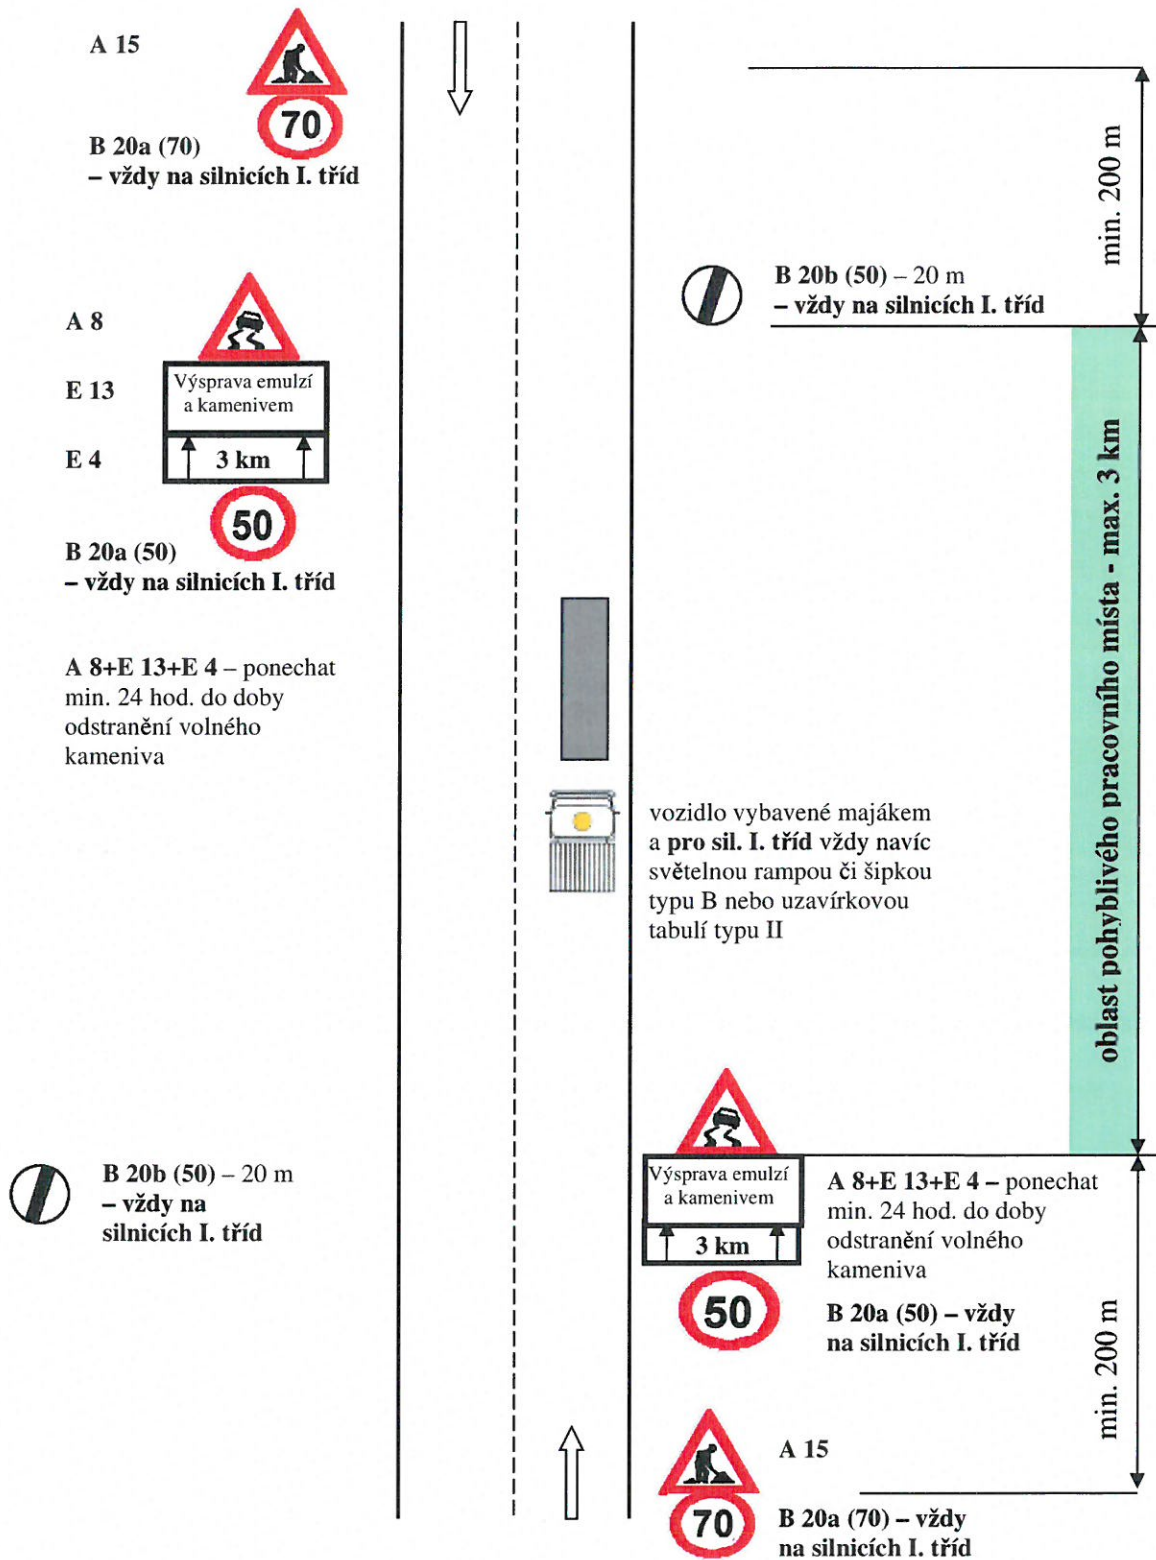 A 15
70
B 20a (70)
– vždy na silnicích I. tříd
min. 200 m
B 20b (50) – 20 m
– vždy na silnicích I. tříd
A 8
E 13
Výsprava emulzí
a kamenivem
E 4
3 km
50
B 20a (50)
– vždy na silnicích I. tříd
A 8+E 13+E 4 – ponechat
min. 24 hod. do doby
odstranění volného
kameniva
oblast pohyblivého pracovního místa - max. 3 km
vozidlo vybavené majákem
a pro sil. I. tříd vždy navíc
světelnou rampou či šipkou
typu B nebo uzavírkovou
tabulí typu II
B 20b (50) – 20 m
– vždy na
silnicích I. tříd
Výsprava emulzí
a kamenivem
3 km
50
A 8+E 13+E 4 – ponechat
min. 24 hod. do doby
odstranění volného
kameniva
B 20a (50) – vždy
na silnicích I. tříd
min. 200 m
A 15
70
B 20a (70) – vždy
na silnicích I. tříd